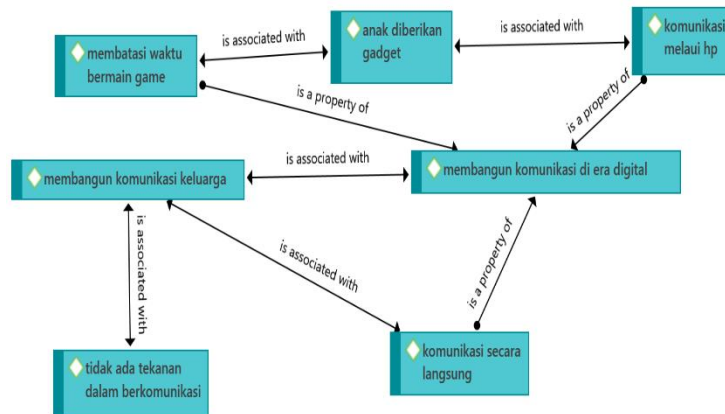 is associated with
is associated with
membatasi waktu
bermain game
anak diberikan
gadget
komunikasi
melaui hp
is a property of
is a property of
is associated with
membangun komunikasi keluarga
membangun komunikasi di era digital
is associated with
is associated with
is a property of
tidak ada tekanan
dalam berkomunikasi
komunikasi secara
langsung